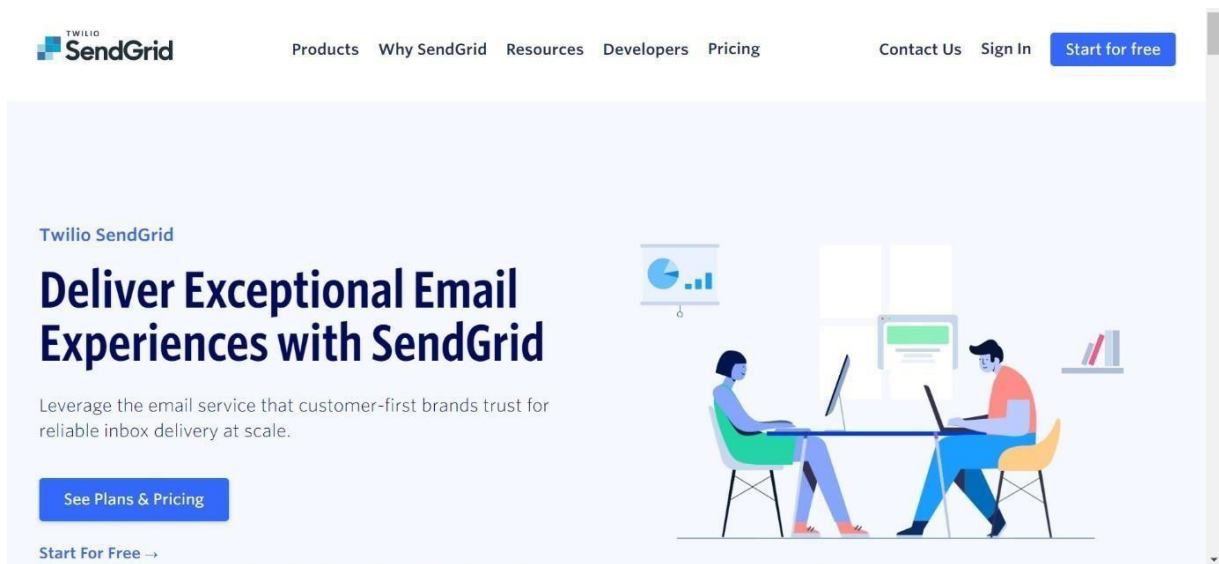 TWILIO
SendGrid
Products Why SendGrid Resources Developers Pricing Contact Us Sign In Start for free
Twilio SendGrid
Deliver Exceptional Email
Experiences with SendGrid
Leverage the email service that customer-first brands trust for
reliable inbox delivery at scale.
See Plans & Pricing
Start For Free →